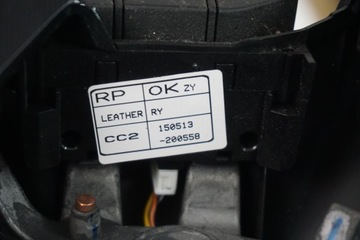 RP OK ZY
LEATHER RY
CC2 150513
-200558